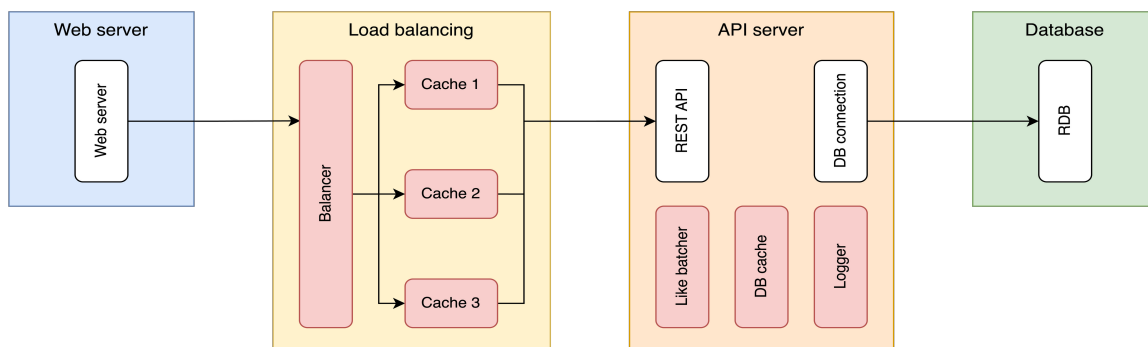 Web server
Load balancing
API server
Database
Web server
Balancer
Cache 1
Cache 2
Cache 3
REST API
DB connection
Like batcher
DB cache
Logger
RDB